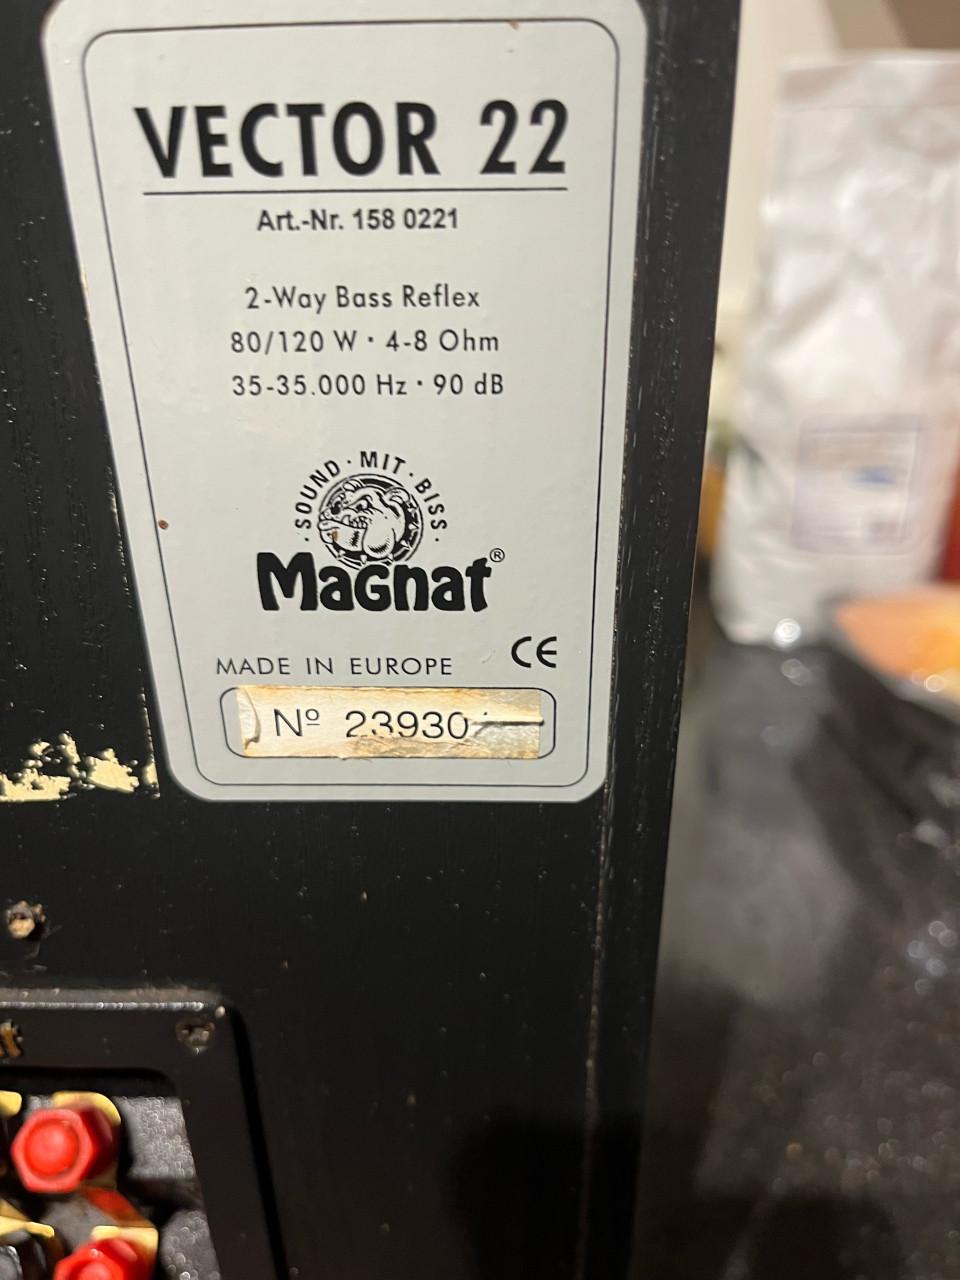 VECTOR 22
Art.-Nr. 158 0221
2-Way Bass Reflex
80/120 W · 4-8 Ohm
35-35.000 Hz · 90 dB
· SOUND · MIT · BISS ·
Magnat®
MADE IN EUROPE CE
Nº 23930